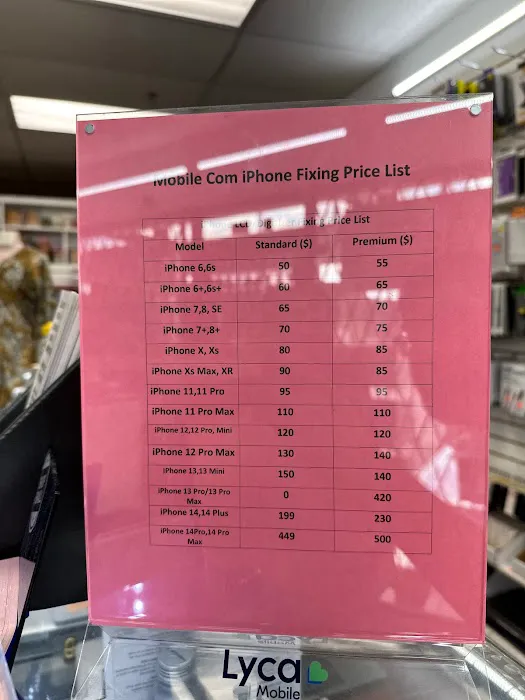 Mobile Com iPhone Fixing Price List
Fixing Price List
Model Standard ($) Premium ($)
iPhone 6,6s 50 55
iPhone 6+,6s+ 60 65
iPhone 7,8, SE 65 70
iPhone 7+,8+ 70 75
iPhone X, Xs 80 85
iPhone Xs Max, XR 90 85
iPhone 11,11 Pro 95 95
iPhone 11 Pro Max 110 110
iPhone 12,12 Pro, Mini 120 120
iPhone 12 Pro Max 130 140
iPhone 13,13 Mini 150 140
iPhone 13 Pro/13 Pro Max 0 420
iPhone 14,14 Plus 199 230
iPhone 14Pro,14 Pro Max 449 500
Lyca
Mobile